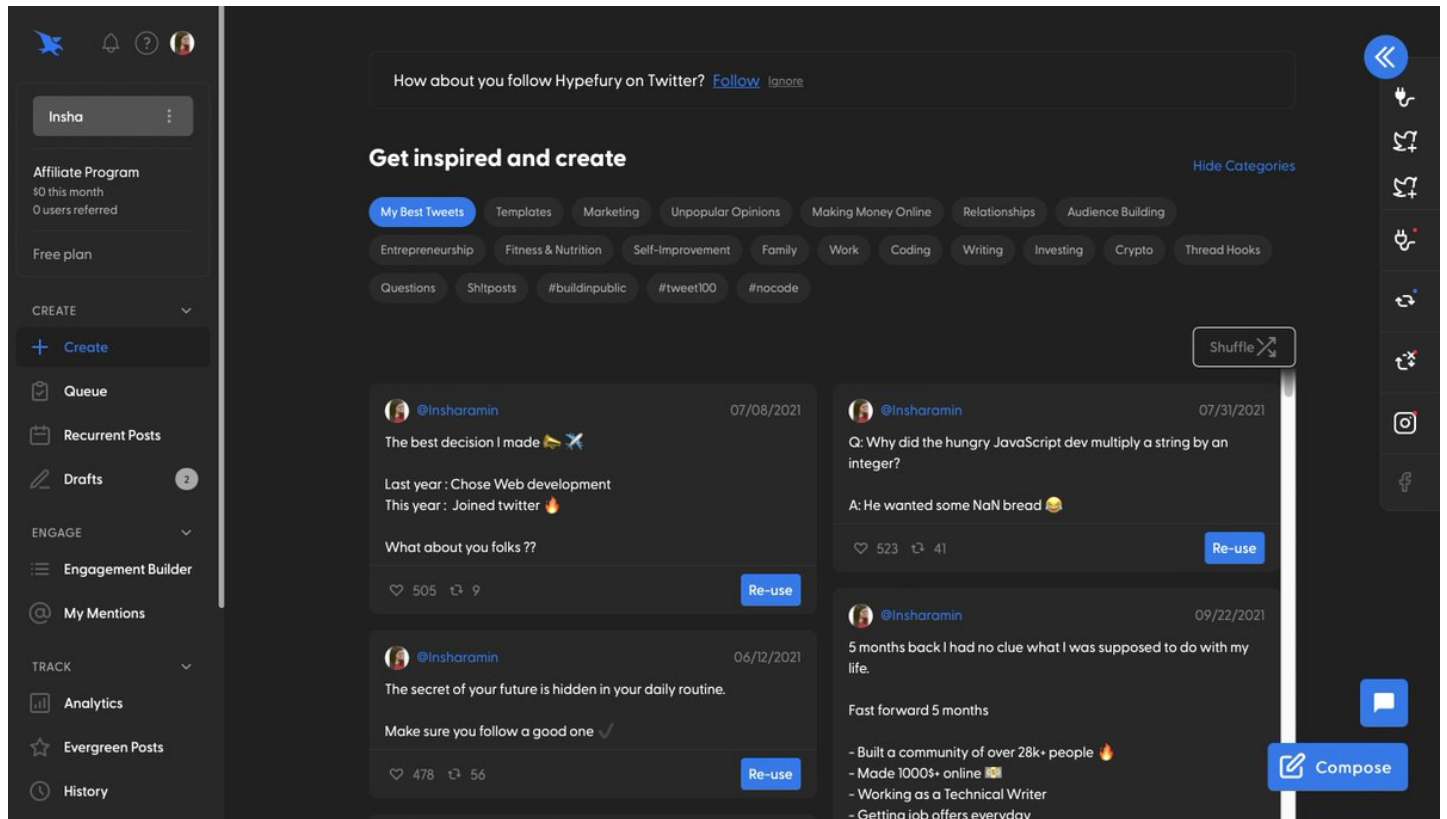 Insha
Affiliate Program
$0 this month
0 users referred
Free plan
CREATE
Create
Queue
Recurrent Posts
Drafts 2
ENGAGE
Engagement Builder
My Mentions
TRACK
Analytics
Evergreen Posts
History
How about you follow Hypefury on Twitter? Follow Ignore
Get inspired and create
Hide Categories
My Best Tweets Templates Marketing Unpopular Opinions Making Money Online Relationships Audience Building
Entrepreneurship Fitness & Nutrition Self-Improvement Family Work Coding Writing Investing Crypto Thread Hooks
Questions Sh!tposts #buildinpublic #tweet100 #nocode
Shuffle
@Insharamin 07/08/2021
The best decision I made 📣 ✈️
Last year : Chose Web development
This year : Joined twitter 🔥
What about you folks ??
505 9 Re-use
@Insharamin 06/12/2021
The secret of your future is hidden in your daily routine.
Make sure you follow a good one ✔️
478 56 Re-use
@Insharamin 07/31/2021
Q: Why did the hungry JavaScript dev multiply a string by an
integer?
A: He wanted some NaN bread 😂
523 41 Re-use
@Insharamin 09/22/2021
5 months back I had no clue what I was supposed to do with my
life.
Fast forward 5 months
- Built a community of over 28k+ people 🔥
- Made 1000$+ online 💵
- Working as a Technical Writer
- Getting job offers everyday
Compose